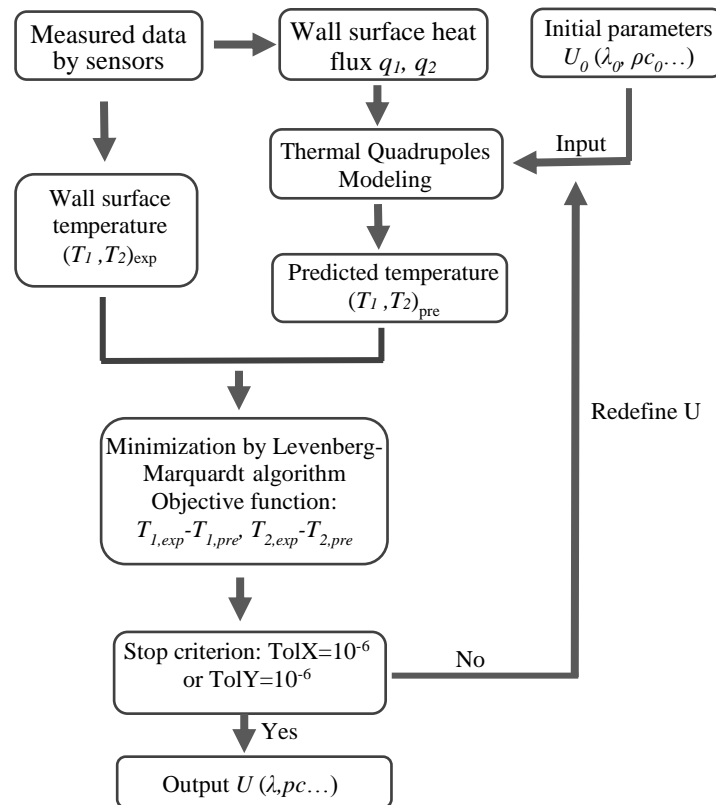 Measured data
by sensors
Wall surface heat
flux q₁, q₂
Initial parameters
U₀ (λ₀, ρc₀…)
Input
Thermal Quadrupoles
Modeling
Wall surface
temperature
(T₁ ,T₂)exp
Predicted temperature
(T₁ ,T₂)pre
Redefine U
Minimization by Levenberg-
Marquardt algorithm
Objective function:
T₁,exp-T₁,pre, T₂,exp-T₂,pre
Stop criterion: TolX=10⁻⁶
or TolY=10⁻⁶
No
Yes
Output U (λ,pc…)